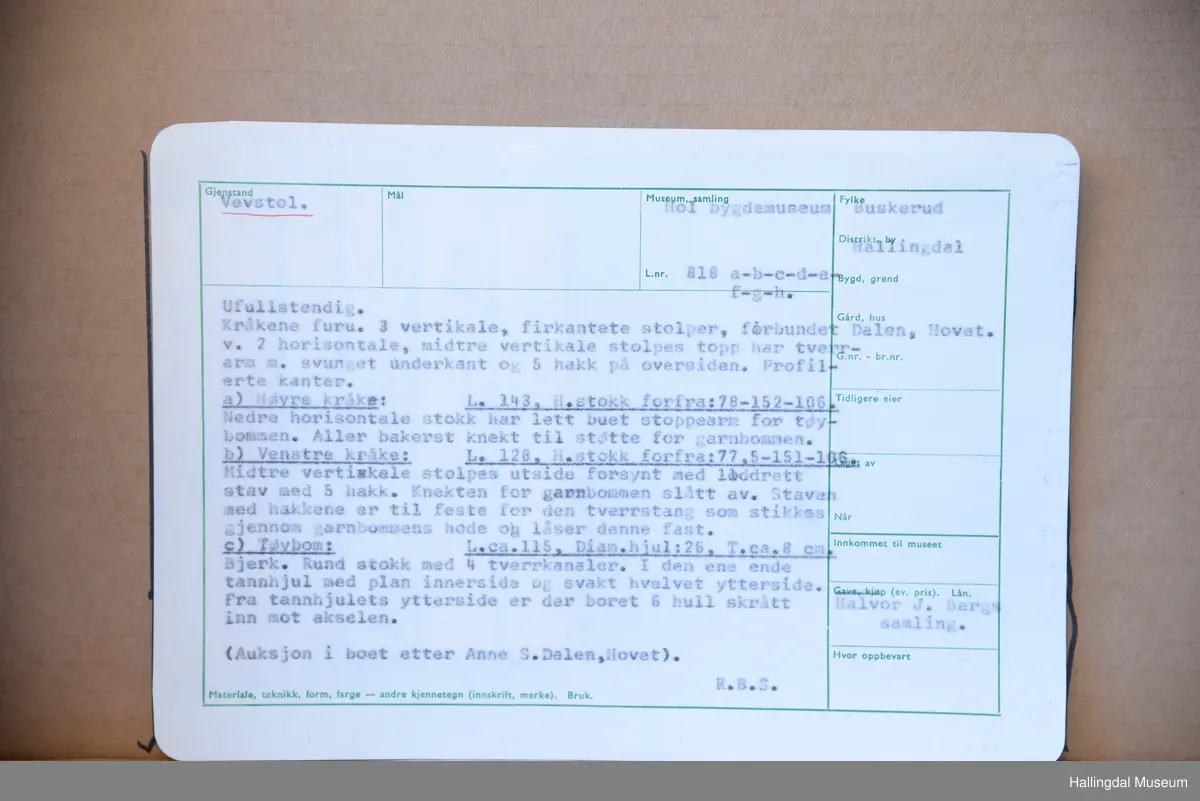 Gjenstand
Vevstol.
Mål
Museum, samling
Hol bygdemuseum
L.nr. 818 a-b-c-d-e-
f-g-h.
Fylke
Buskerud
Distrikt, by
Hallingdal
Bygd, grend
Gård, hus
Dalen, Hovet.
G.nr. - br.nr.
Tidligere eier
Laget av
Når
Innkommet til museet
Gave, kjøp (ev. pris). Lån.
Halvor J. Bergs
samling.
Hvor oppbevart
Ufullstendig.
Kråkene furu. 3 vertikale, firkantete stolper, førbundet
v. 2 horisontale, midtre vertikale stolpes topp har tverr-
arm m. svunget underkant og 5 hakk på oversiden. Profil-
erte kanter.
a) Høyre kråke: L. 143, H.stokk forfra:78-152-106.
Nedre horisontale stokk har lett buet stoppearm for tøy-
bommen. Aller bakerst knekt til støtte for garnbommen.
b) Venstre kråke: L. 128, H.stokk forfra:77,5-151-106.
Midtre vertikale stolpes utside forsynt med loddrett
stav med 5 hakk. Knekten for garnbommen slått av. Staven
med hakkene er til feste for den tverrstang som stikkes
gjennom garnbommens hode og låser denne fast.
c) Tøybom: L.ca.115, Diam.hjul:26, T.ca.8 cm.
Bjerk. Rund stokk med 4 tverrkanaler. I den ene ende
tannhjul med plan innerside og svakt hvelvet ytterside.
Fra tannhjulets ytterside er der boret 6 hull skrått
inn mot akselen.
(Auksjon i boet etter Anne S.Dalen,Hovet).
R.B.S.
Materiale, teknikk, form, farge — andre kjennetegn (innskrift, merke). Bruk.
Hallingdal Museum